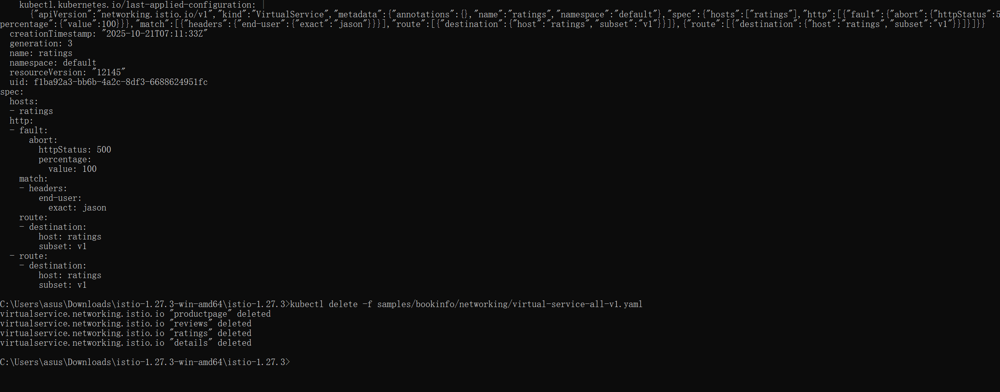 kubectl.kubernetes.io/last-applied-configuration: |
      {"apiVersion":"networking.istio.io/v1","kind":"VirtualService","metadata":{"annotations":{},"name":"ratings","namespace":"default"},"spec":{"hosts":["ratings"],"http":[{"fault":{"abort":{"httpStatus":5
percentage":{"value":100}}},"match":[{"headers":{"end-user":{"exact":"jason"}}}],"route":[{"destination":{"host":"ratings","subset":"v1"}}]},{"route":[{"destination":{"host":"ratings","subset":"v1"}}]}]}}
  creationTimestamp: "2025-10-21T07:11:33Z"
  generation: 3
  name: ratings
  namespace: default
  resourceVersion: "12145"
  uid: f1ba92a3-bb6b-4a2c-8df3-6688624951fc
spec:
  hosts:
  - ratings
  http:
  - fault:
      abort:
        httpStatus: 500
        percentage:
          value: 100
    match:
    - headers:
        end-user:
          exact: jason
    route:
    - destination:
        host: ratings
        subset: v1
  - route:
    - destination:
        host: ratings
        subset: v1

C:\Users\asus\Downloads\istio-1.27.3-win-amd64\istio-1.27.3>kubectl delete -f samples/bookinfo/networking/virtual-service-all-v1.yaml
virtualservice.networking.istio.io "productpage" deleted
virtualservice.networking.istio.io "reviews" deleted
virtualservice.networking.istio.io "ratings" deleted
virtualservice.networking.istio.io "details" deleted

C:\Users\asus\Downloads\istio-1.27.3-win-amd64\istio-1.27.3>